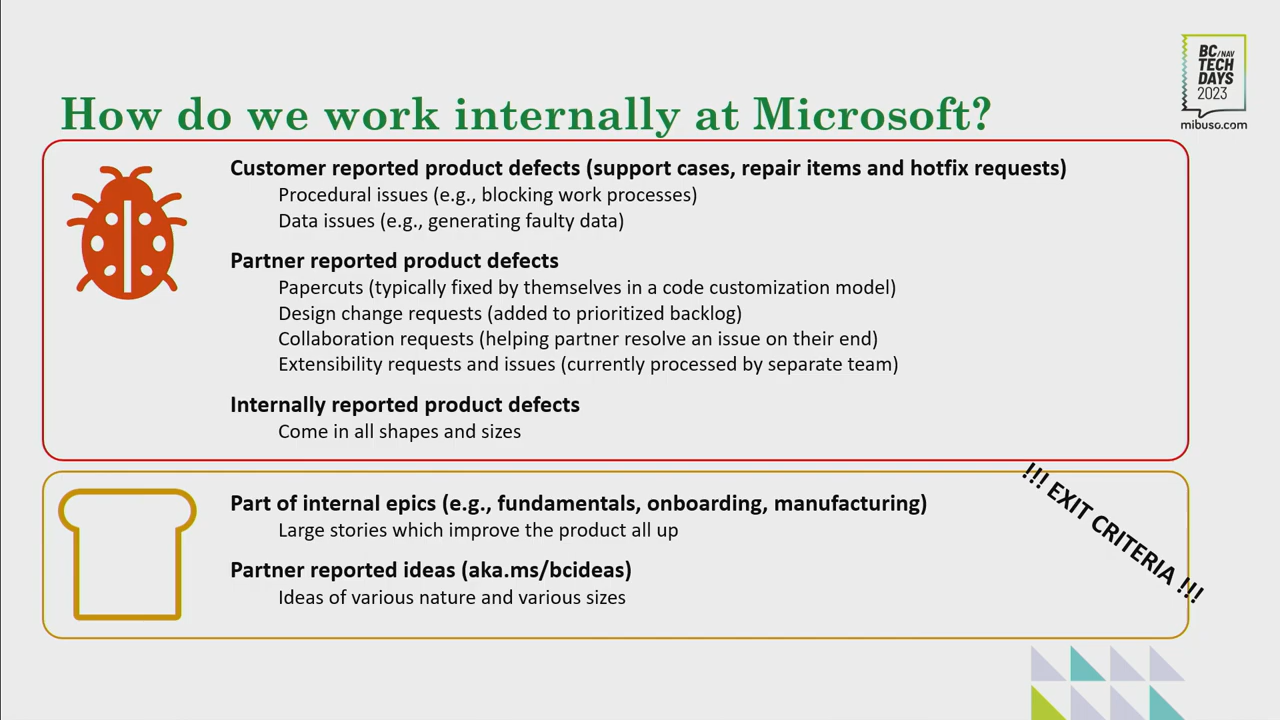 BC/NAV
TECH
DAYS
2023
mibuso.com
How do we work internally at Microsoft?
Customer reported product defects (support cases, repair items and hotfix requests)
Procedural issues (e.g., blocking work processes)
Data issues (e.g., generating faulty data)
Partner reported product defects
Papercuts (typically fixed by themselves in a code customization model)
Design change requests (added to prioritized backlog)
Collaboration requests (helping partner resolve an issue on their end)
Extensibility requests and issues (currently processed by separate team)
Internally reported product defects
Come in all shapes and sizes
!!! EXIT CRITERIA !!!
Part of internal epics (e.g., fundamentals, onboarding, manufacturing)
Large stories which improve the product all up
Partner reported ideas (aka.ms/bcideas)
Ideas of various nature and various sizes